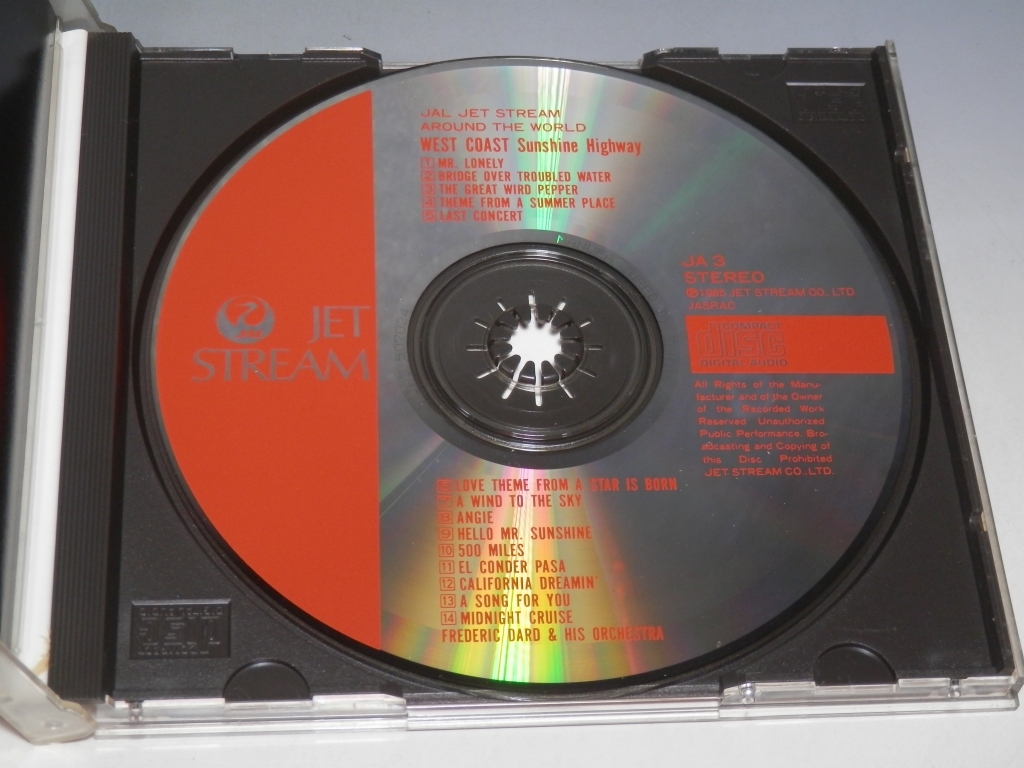 JAL JET STREAM
AROUND THE WORLD
WEST COAST Sunshine Highway
1 MR. LONELY
2 BRIDGE OVER TROUBLED WATER
3 THE GREAT WIRD PEPPER
4 THEME FROM A SUMMER PLACE
5 LAST CONCERT
JET
STREAM
JA 3
STEREO
Ⓟ1985 JET STREAM CO., LTD.
JASRAC
COMPACT
disc
DIGITAL AUDIO
All Rights of the Manu-
facturer and of the Owner
of the Recorded Work
Reserved Unauthorized
Public Performance. Bro-
adcasting and Copying of
this Disc Prohibited
JET STREAM CO.,LTD.
6 LOVE THEME FROM A STAR IS BORN
7 A WIND TO THE SKY
8 ANGIE
9 HELLO MR. SUNSHINE
10 500 MILES
11 EL CONDER PASA
12 CALIFORNIA DREAMIN'
13 A SONG FOR YOU
14 MIDNIGHT CRUISE
FREDERIC DARD & HIS ORCHESTRA